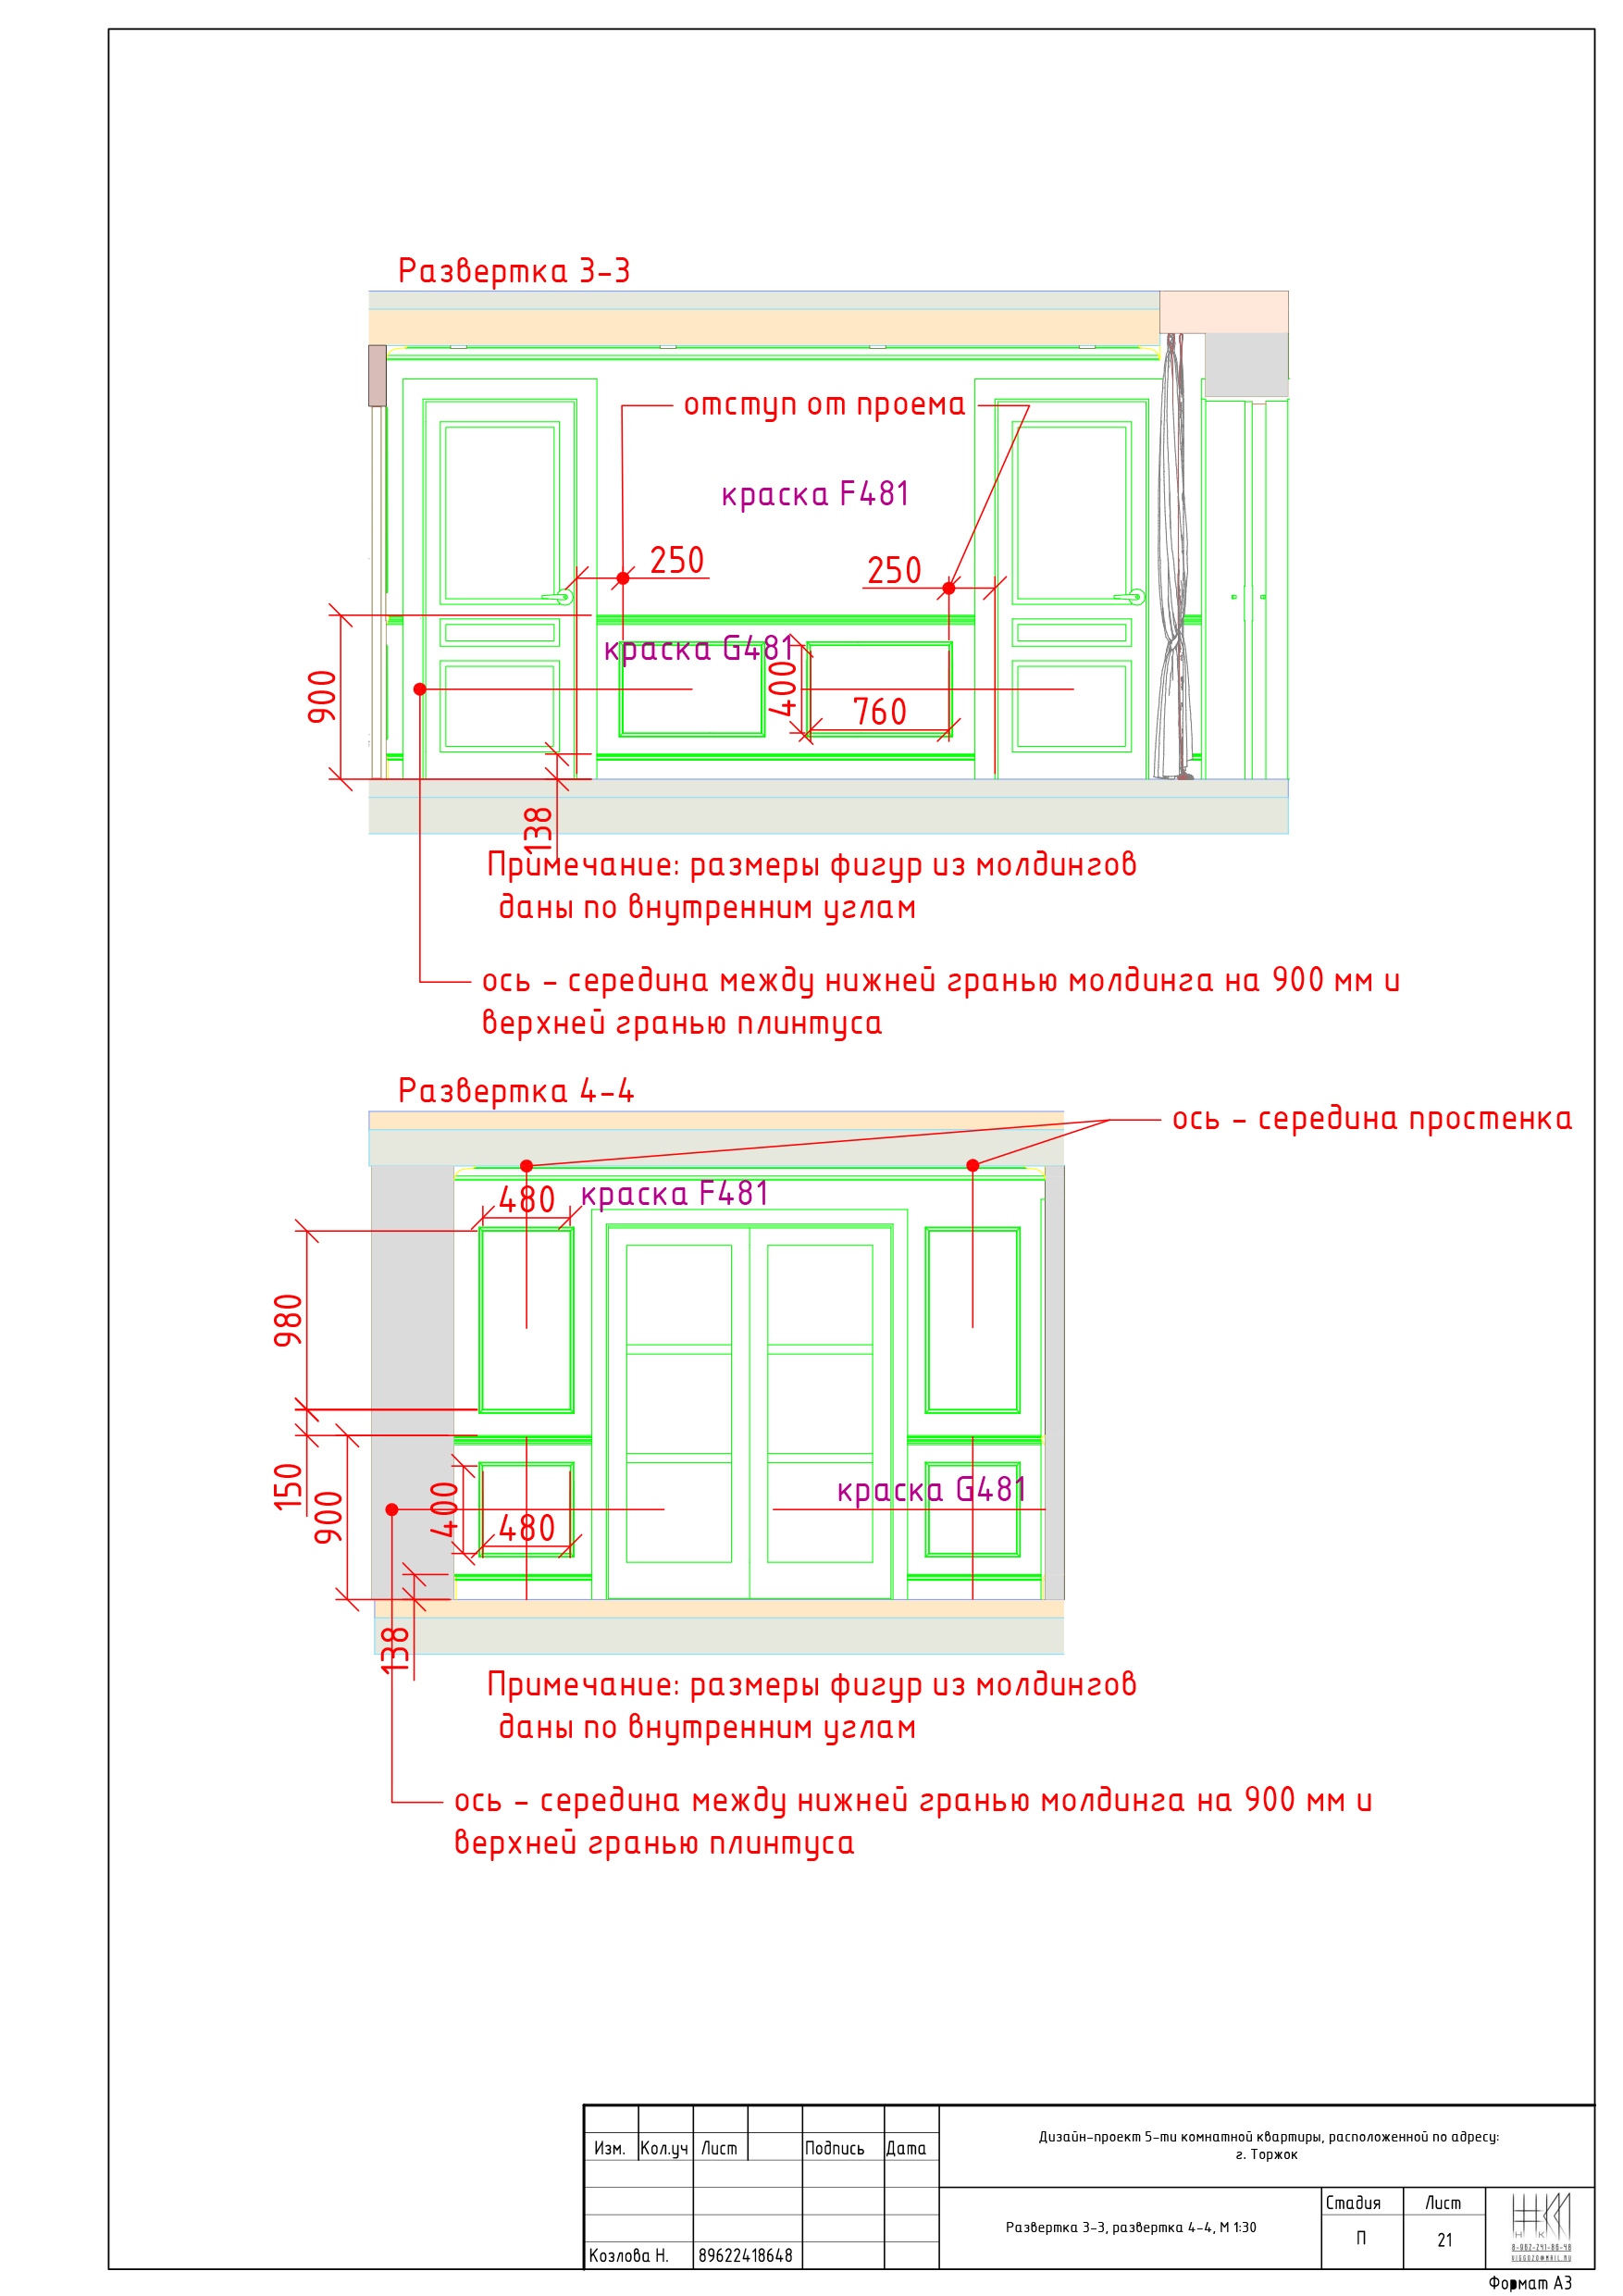 Развертка 3-3
отступ от проема
краска F481
250
250
краска G481
900
400
760
138
Примечание: размеры фигур из молдингов
даны по внутренним углам
ось - середина между нижней гранью молдинга на 900 мм и
верхней гранью плинтуса
Развертка 4-4
ось - середина простенка
краска F481
480
980
150
900
400
краска G481
480
138
Примечание: размеры фигур из молдингов
даны по внутренним углам
ось - середина между нижней гранью молдинга на 900 мм и
верхней гранью плинтуса
Дизайн-проект 5-ти комнатной квартиры, расположенной по адресу:
г. Торжок
Изм. Кол.уч Лист Подпись Дата
Развертка 3-3, развертка 4-4, М 1:30
Стадия Лист
П 21
Козлова Н. 89622418648
Н К
8-962-241-86-48
Формат А3